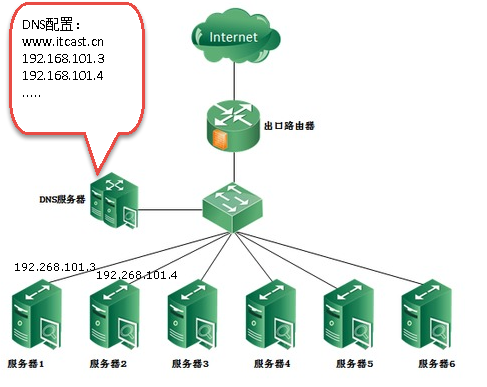 DNS配置：
www.itcast.cn
192.168.101.3
192.168.101.4
.....
Internet
出口路由器
DNS服务器
192.268.101.3
192.268.101.4
服务器1
服务器2
服务器3
服务器4
服务器5
服务器6